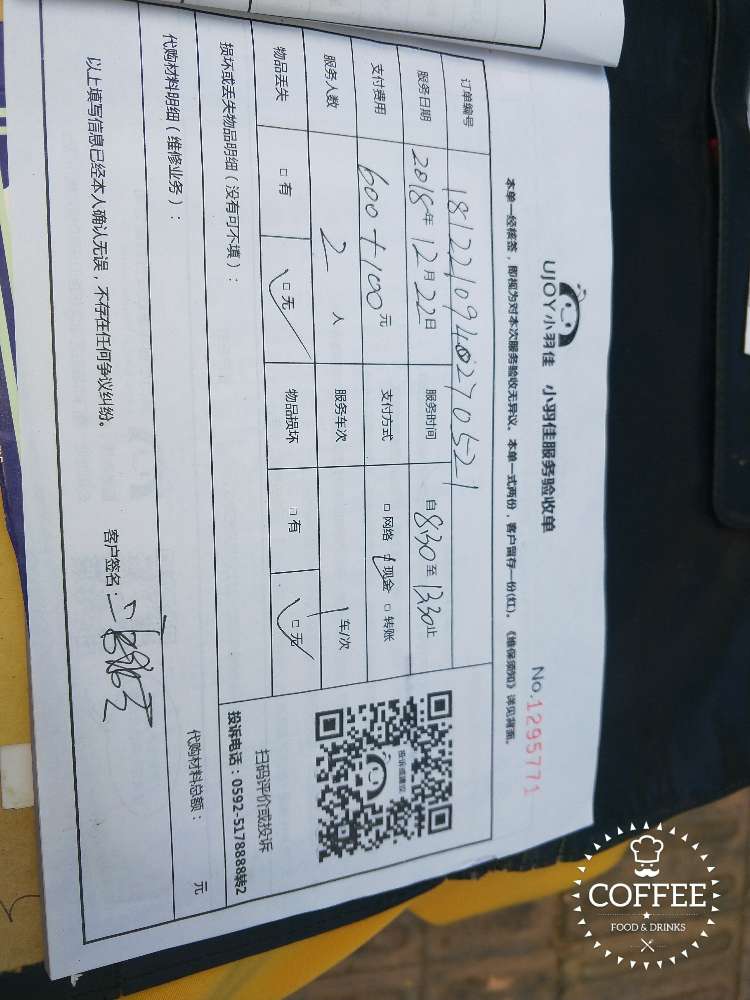 UJOY小羽佳 小羽佳服务验收单
No.1295771
本单一经核签，即视为对本次服务验收无异议。本单一式两份，客户留存一份(红)。《维保须知》详见背面。
订单编号 1812210940270521
服务日期 2018年12月22日 服务时间 自8:30至13:30止
支付费用 600+100元 支付方式 □网络 □现金 □转账
服务人数 2人 服务车次 1车/次
物品丢失 □有 □无 物品损坏 □有 □无
投诉或建议
扫码评价或投诉
投诉电话：0592-5178888转2
损坏或丢失物品明细（没有可不填）：
代购材料明细（维修业务）： 代购材料总额： 元
以上填写信息已经本人确认无误，不存在任何争议纠纷。 客户签名：
COFFEE
FOOD & DRINKS